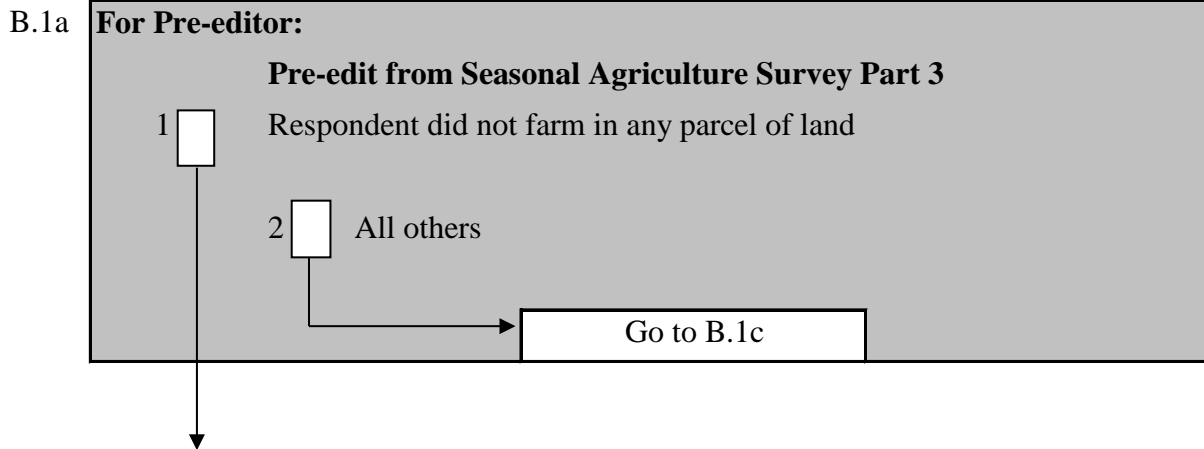 B.1a For Pre-editor:
Pre-edit from Seasonal Agriculture Survey Part 3
1 Respondent did not farm in any parcel of land
2 All others
Go to B.1c